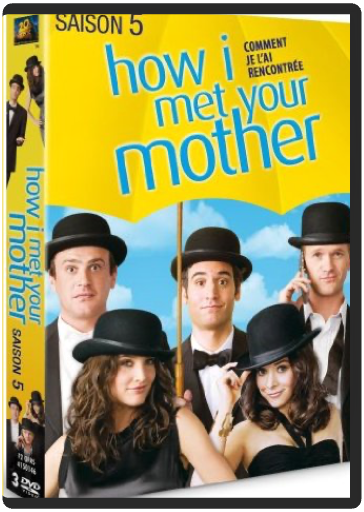 SAISON 5
how i
COMMENT
JE L'AI
RENCONTRÉE
met your
mother
how i met your
mother
SAISON 5
3 DVD